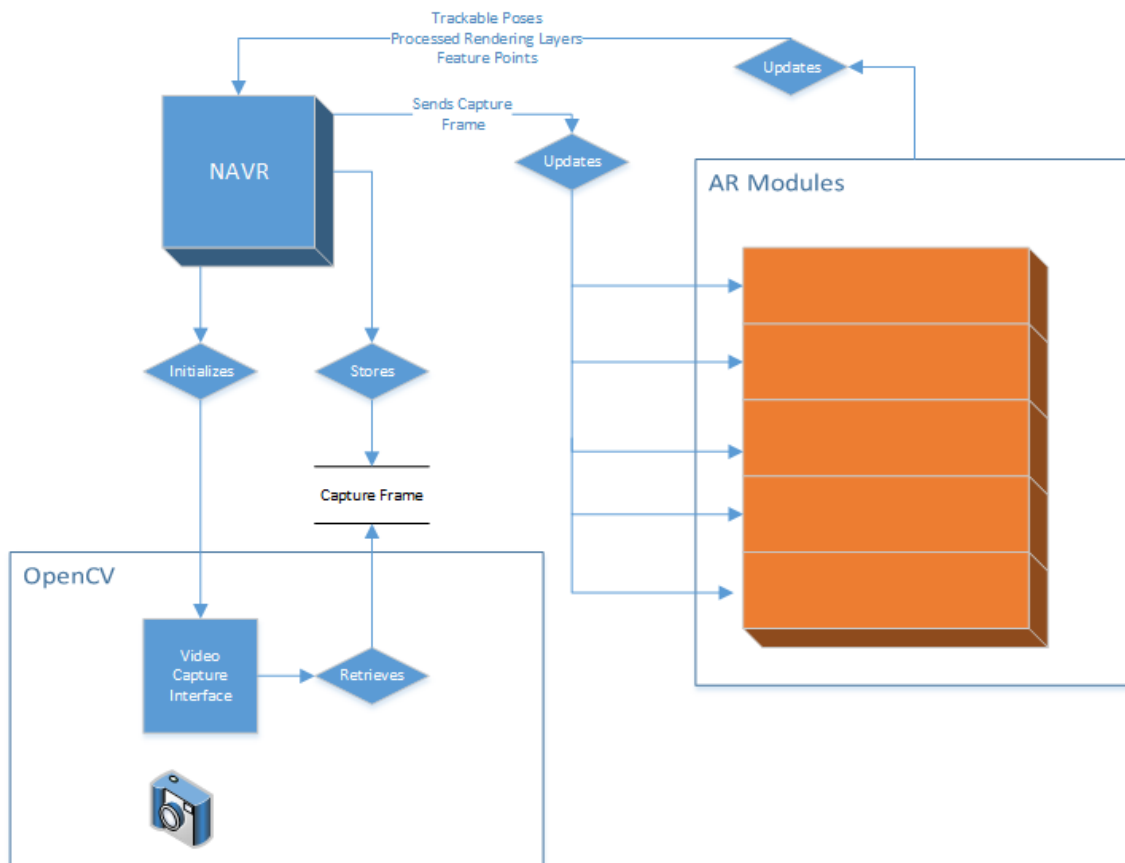 Trackable Poses
Processed Rendering Layers
Feature Points
Updates
Sends Capture
Frame
NAVR
Updates
AR Modules
Initializes
Stores
Capture Frame
OpenCV
Video
Capture
Interface
Retrieves